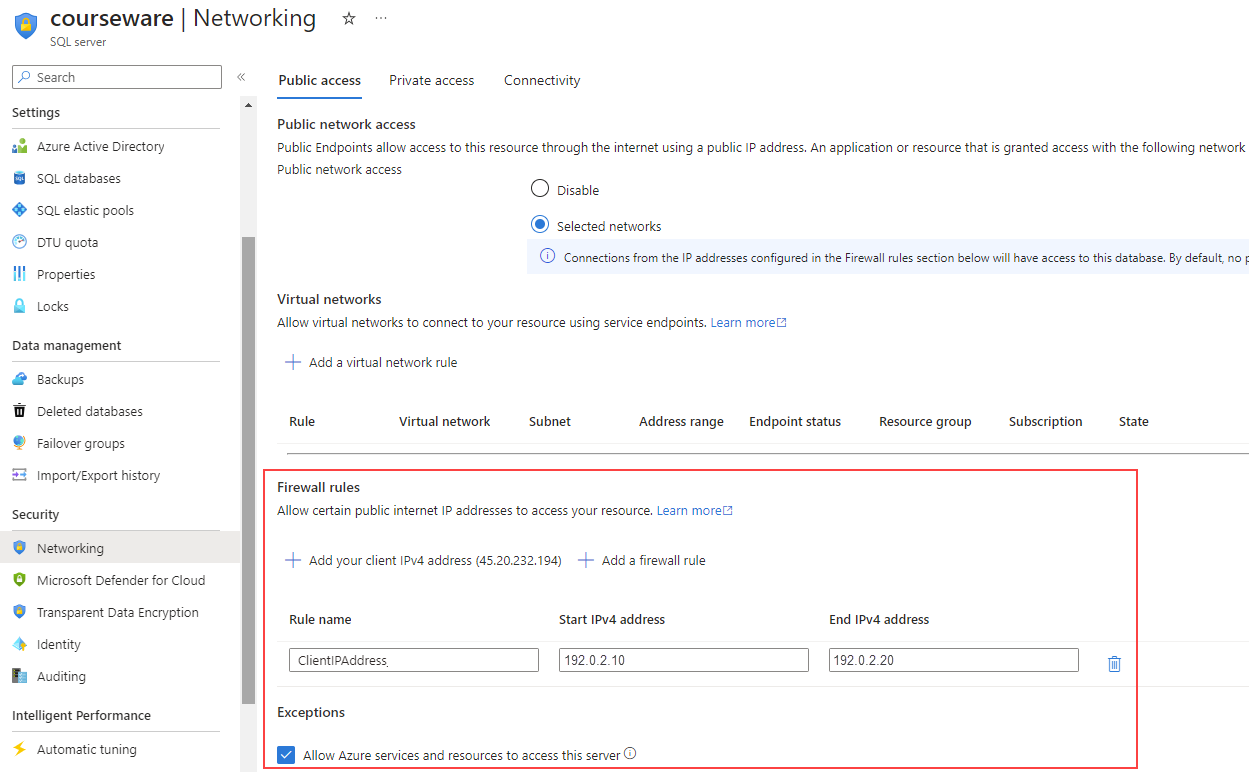 courseware | Networking ☆ ...
SQL server
Search
«
Settings
Azure Active Directory
SQL databases
SQL elastic pools
DTU quota
Properties
Locks
Data management
Backups
Deleted databases
Failover groups
Import/Export history
Security
Networking
Microsoft Defender for Cloud
Transparent Data Encryption
Identity
Auditing
Intelligent Performance
Automatic tuning
Public access Private access Connectivity
Public network access
Public Endpoints allow access to this resource through the internet using a public IP address. An application or resource that is granted access with the following network
Public network access
Disable
Selected networks
Connections from the IP addresses configured in the Firewall rules section below will have access to this database. By default, no
Virtual networks
Allow virtual networks to connect to your resource using service endpoints. Learn more
+ Add a virtual network rule
Rule Virtual network Subnet Address range Endpoint status Resource group Subscription State
Firewall rules
Allow certain public internet IP addresses to access your resource. Learn more
+ Add your client IPv4 address (45.20.232.194) + Add a firewall rule
Rule name Start IPv4 address End IPv4 address
ClientIPAddress 192.0.2.10 192.0.2.20
Exceptions
Allow Azure services and resources to access this server